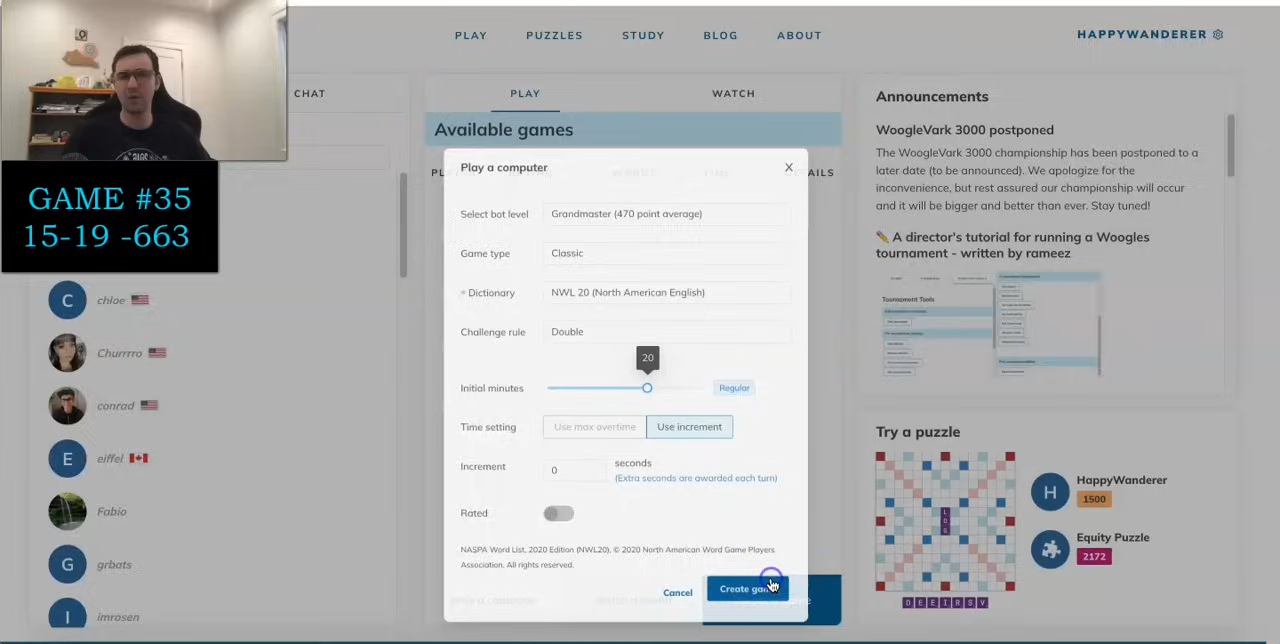 PLAY PUZZLES STUDY BLOG ABOUT
HAPPYWANDERER
CHAT
PLAY WATCH
Available games
Announcements
WoogleVark 3000 postponed
The WoogleVark 3000 championship has been postponed to a
later date (to be announced). We apologize for the
inconvenience, but rest assured our championship will occur
and it will be bigger and better than ever. Stay tuned!
A director's tutorial for running a Woogles
tournament - written by rameez
Tournament Tools
GAME #35
15-19 -663
chloe
Churrrro
C
conrad
E
eiffel
Fabio
G
grbats
I
imrosen
Play a computer
X
Select bot level
Grandmaster (470 point average)
Game type
Classic
* Dictionary
NWL 20 (North American English)
Challenge rule
Double
20
Initial minutes
Regular
Time setting
Use max overtime
Use increment
Increment
0
seconds
(Extra seconds are awarded each turn)
Rated
NASPA Word List, 2020 Edition (NWL20), © 2020 North American Word Game Players
Association. All rights reserved.
Cancel
Create
Try a puzzle
H
HappyWanderer
1500
Equity Puzzle
2172
L
O
G
D E E I R S V